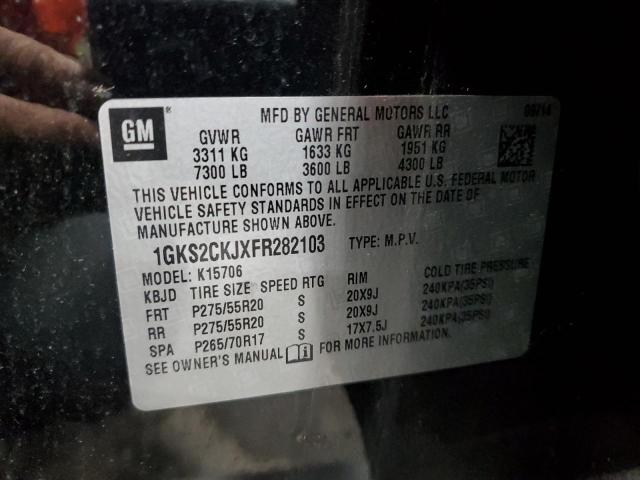 GM
MFD BY GENERAL MOTORS LLC 09/14
GVWR GAWR FRT GAWR RR
3311 KG 1633 KG 1951 KG
7300 LB 3600 LB 4300 LB
THIS VEHICLE CONFORMS TO ALL APPLICABLE U.S. FEDERAL MOTOR
VEHICLE SAFETY STANDARDS IN EFFECT ON THE DATE OF
MANUFACTURE SHOWN ABOVE.
1GKS2CKJXFR282103 TYPE: M.P.V.
MODEL: K15706
KBJD TIRE SIZE SPEED RTG RIM COLD TIRE PRESSURE
FRT P275/55R20 S 20X9J 240KPA(35PSI)
RR P275/55R20 S 20X9J 240KPA(35PSI)
SPA P265/70R17 S 17X7.5J 240KPA(35PSI)
SEE OWNER'S MANUAL FOR MORE INFORMATION.